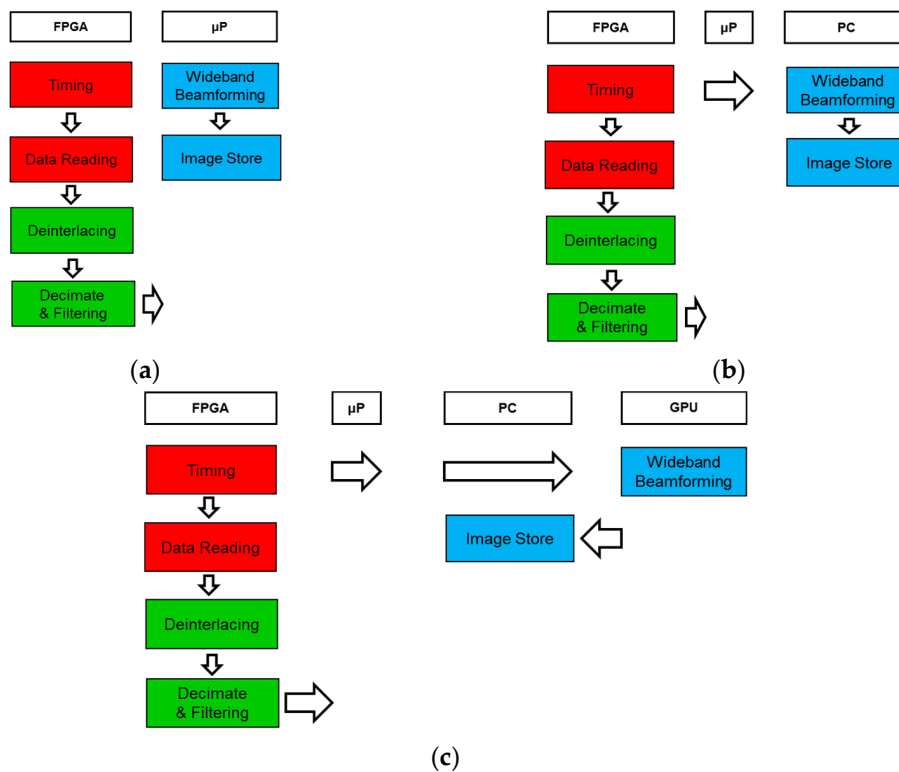 FPGA
μP
Timing
Data Reading
Deinterlacing
Decimate
& Filtering
Wideband
Beamforming
Image Store
(a)
FPGA
μP
PC
Timing
Data Reading
Deinterlacing
Decimate
& Filtering
Wideband
Beamforming
Image Store
(b)
FPGA
μP
PC
GPU
Timing
Data Reading
Deinterlacing
Decimate
& Filtering
Image Store
Wideband
Beamforming
(c)